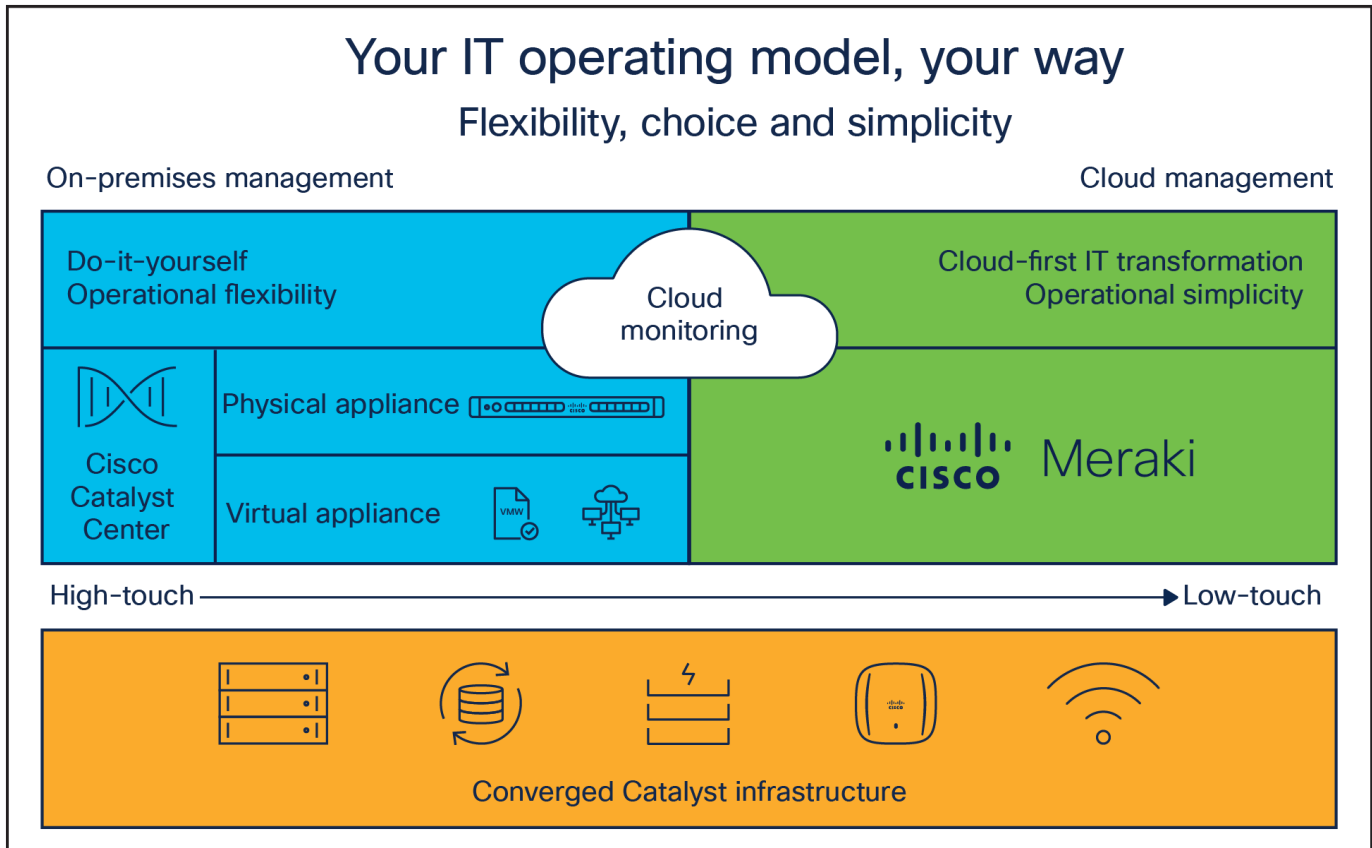 Your IT operating model, your way
Flexibility, choice and simplicity
On-premises management
Cloud management
Do-it-yourself
Operational flexibility
Cloud
monitoring
Cloud-first IT transformation
Operational simplicity
Cisco
Catalyst
Center
Physical appliance
CISCO
Virtual appliance
VMW
CISCO Meraki
High-touch
Low-touch
CISCO
Converged Catalyst infrastructure